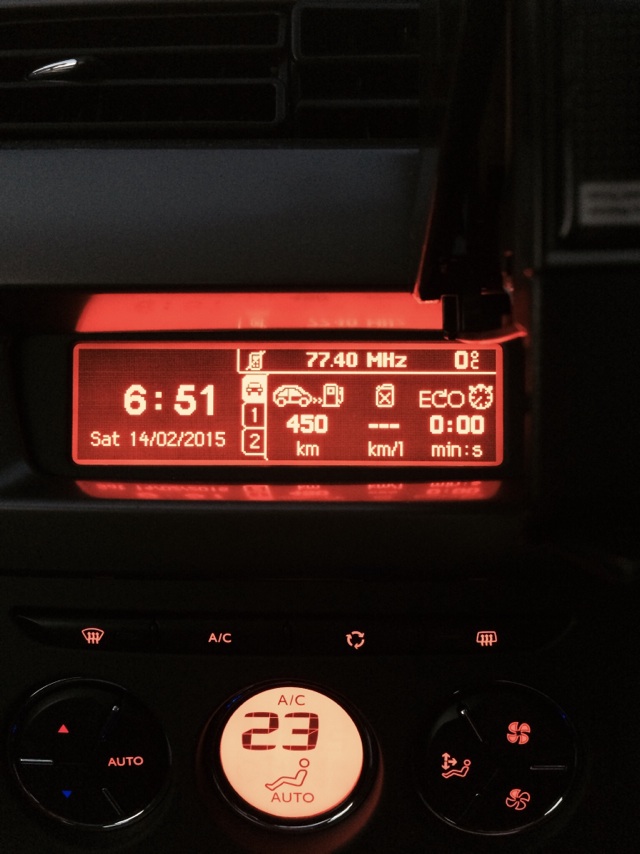 77.40 MHz 0°C
6:51
Sat 14/02/2015
1
2
ECO
450 --- 0:00
km km/l min:s
A/C
A/C
23
AUTO
AUTO